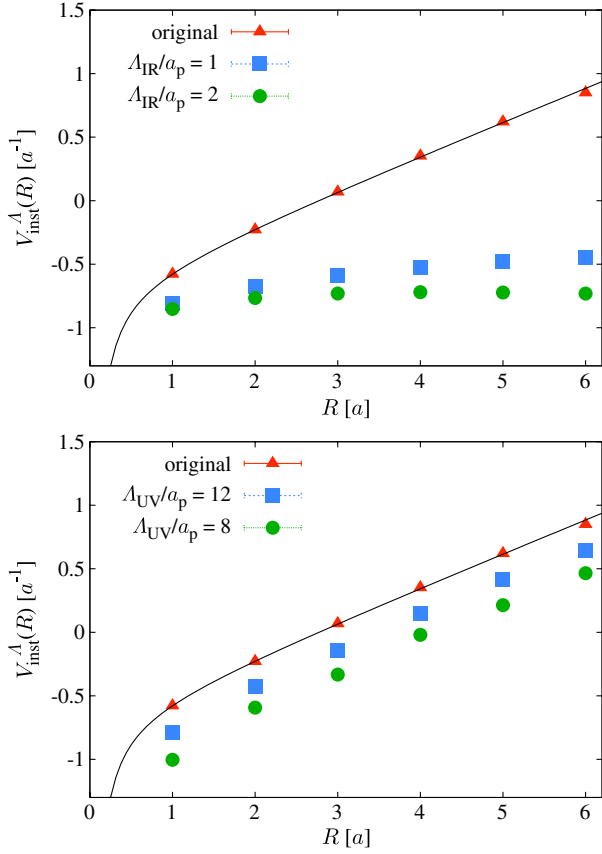 original
Λ_IR/a_p = 1
Λ_IR/a_p = 2
V_inst^Λ(R) [a^-1]
1.5
1
0.5
0
-0.5
-1
0 1 2 3 4 5 6
R [a]
original
Λ_UV/a_p = 12
Λ_UV/a_p = 8
V_inst^Λ(R) [a^-1]
1.5
1
0.5
0
-0.5
-1
0 1 2 3 4 5 6
R [a]